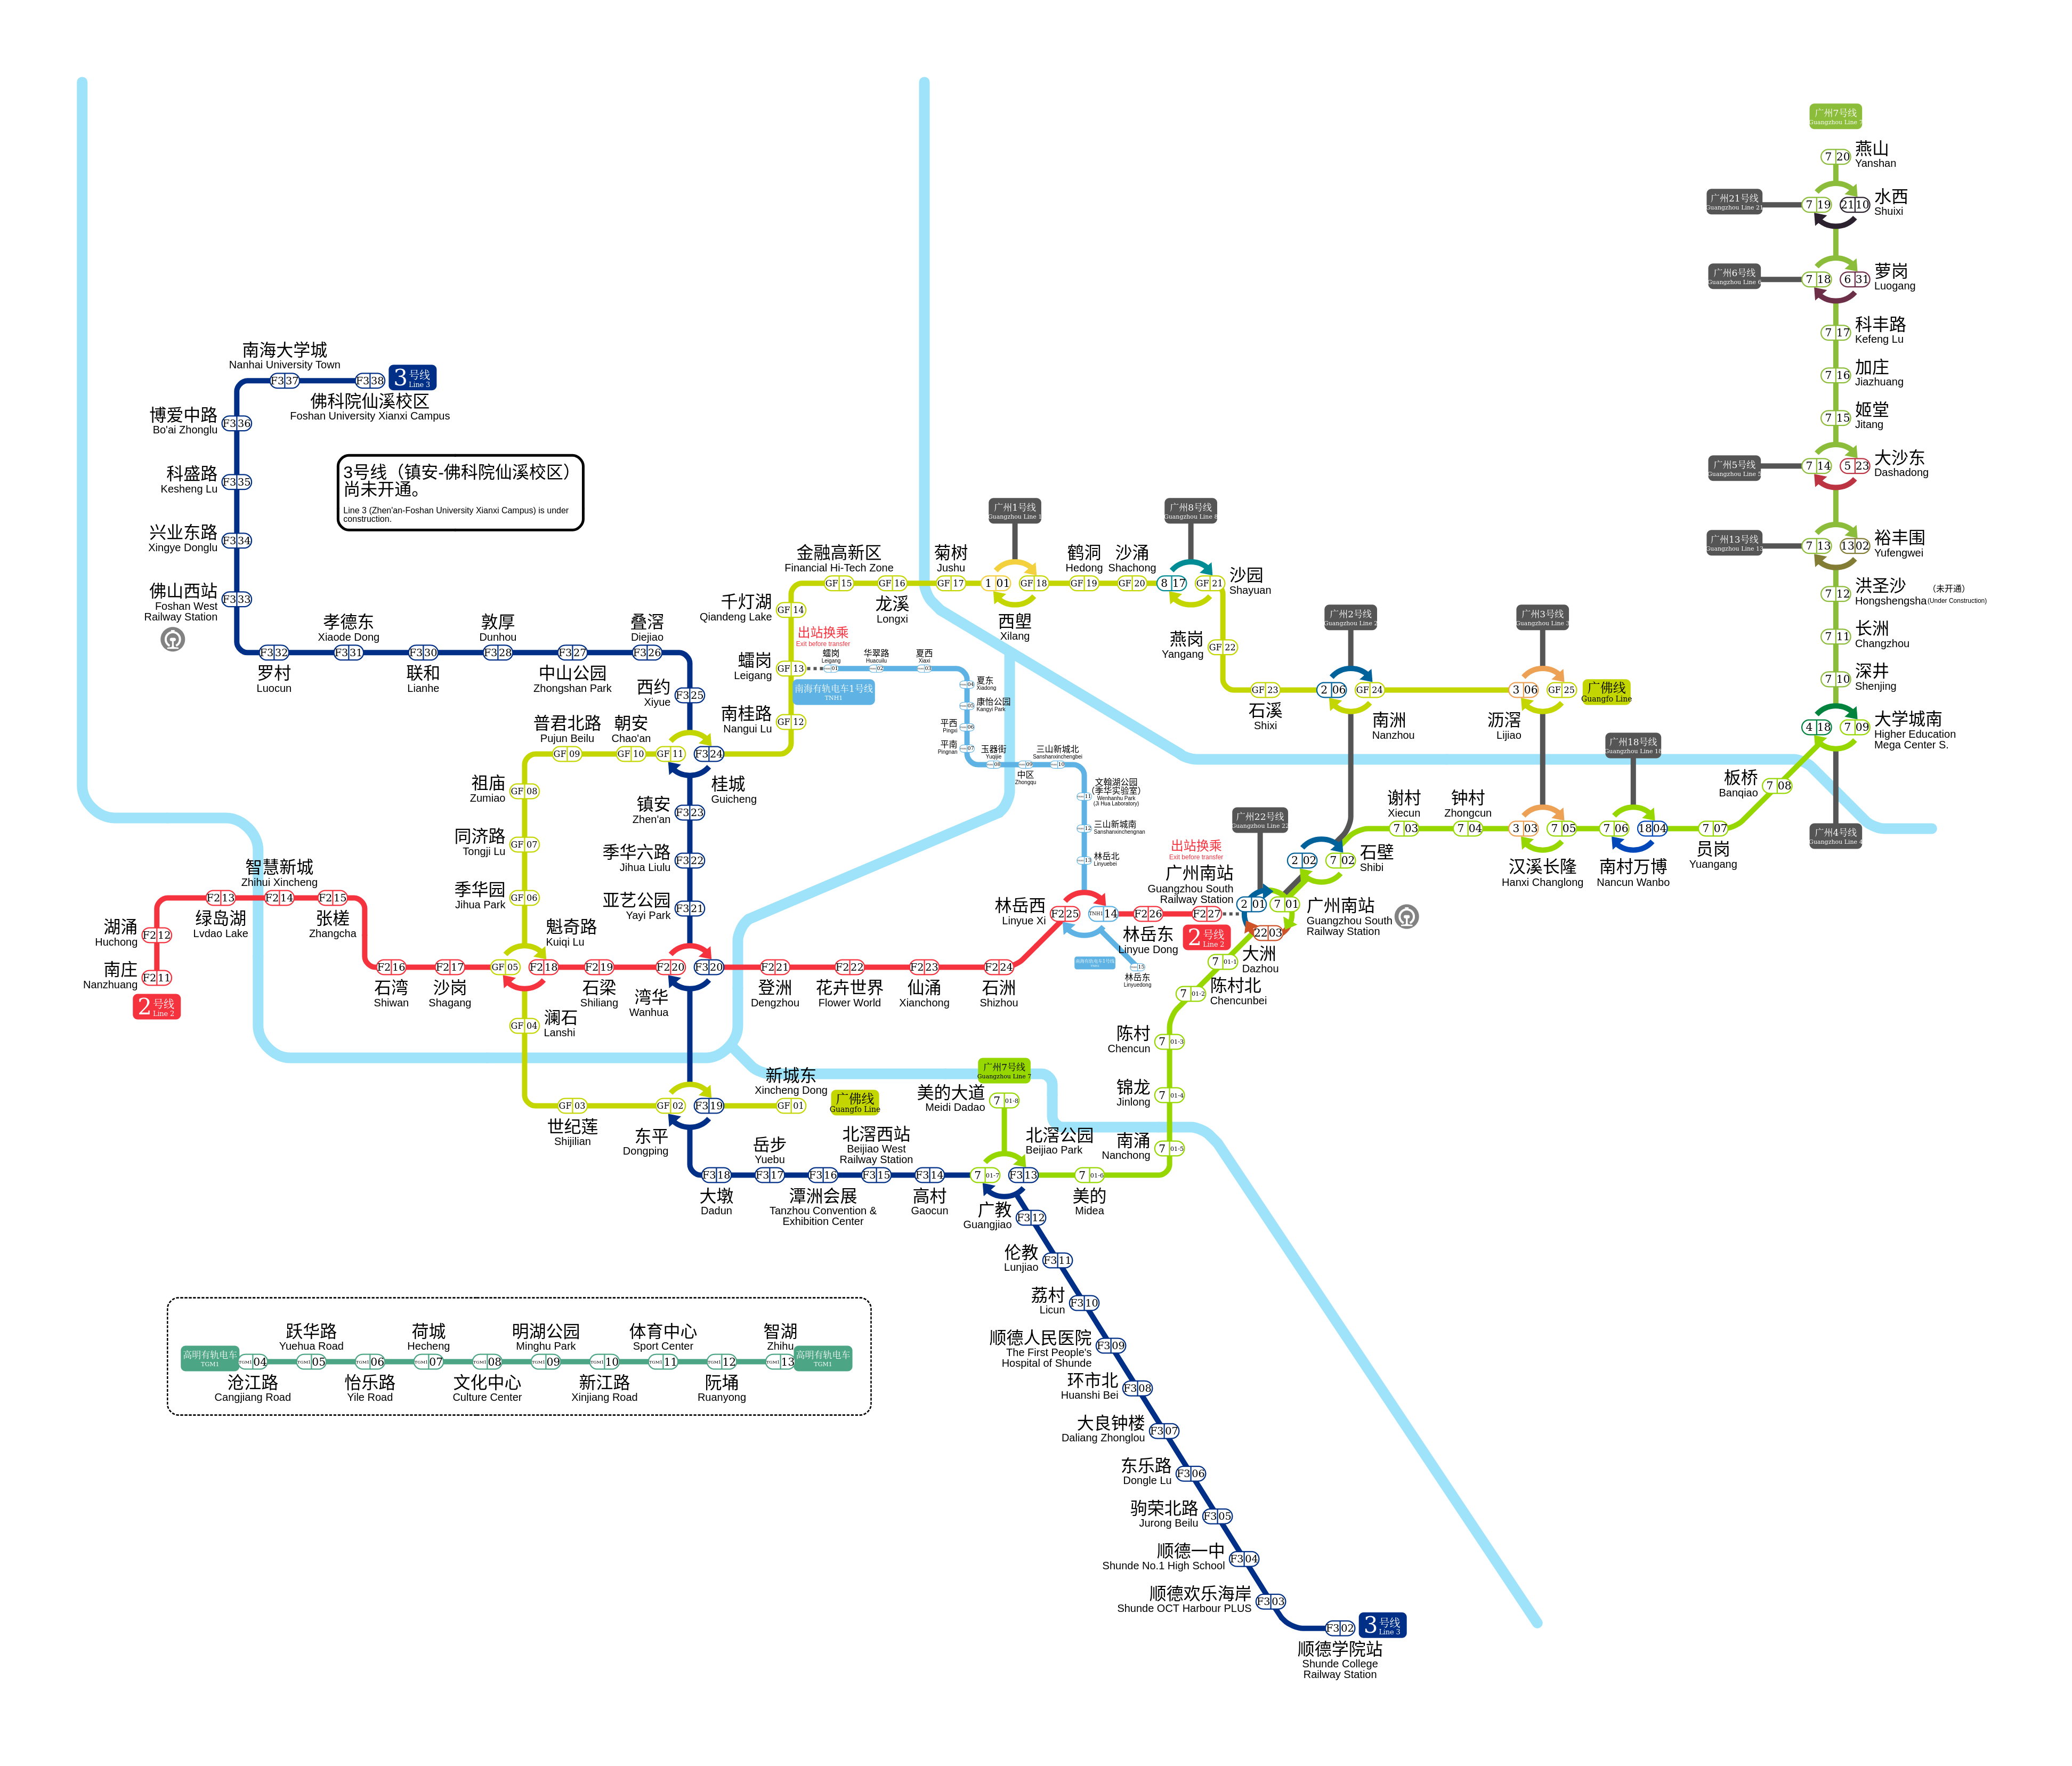 广州7号线
Guangzhou Line 7
7 20
燕山
Yanshan
广州21号线
Guangzhou Line 21
7 19
21 10
水西
Shuixi
广州6号线
Guangzhou Line 6
7 18
6 31
萝岗
Luogang
7 17
科丰路
Kefeng Lu
7 16
加庄
Jiazhuang
7 15
姬堂
Jitang
广州5号线
Guangzhou Line 5
7 14
5 23
大沙东
Dashadong
广州13号线
Guangzhou Line 13
7 13
13 02
裕丰围
Yufengwei
7 12
洪圣沙
（未开通）
Hongshengsha
(Under Construction)
7 11
长洲
Changzhou
7 10
深井
Shenjing
4 18
7 09
大学城南
Higher Education
Mega Center S.
广州4号线
Guangzhou Line 4
7 08
板桥
Banqiao
7 07
员岗
Yuangang
广州18号线
Guangzhou Line 18
7 06
18 04
南村万博
Nancun Wanbo
3 03
7 05
汉溪长隆
Hanxi Changlong
7 04
钟村
Zhongcun
7 03
谢村
Xiecun
2 02
7 02
石壁
Shibi
广州22号线
Guangzhou Line 22
2 01
7 01
22 03
广州南站
Guangzhou South
Railway Station
7 01-1
大洲
Dazhou
7 01-2
陈村北
Chencunbei
7 01-3
陈村
Chencun
7 01-4
锦龙
Jinlong
7 01-5
南涌
Nanchong
7 01-6
美的
Midea
7 01-7
F3 13
广教
Guangjiao
北滘公园
Beijiao Park
7 01-8
美的大道
Meidi Dadao
广州7号线
Guangzhou Line 7
南海大学城
Nanhai University Town
F3 37
F3 38
3 号线
Line 3
佛科院仙溪校区
Foshan University Xianxi Campus
博爱中路
Bo'ai Zhonglu
F3 36
科盛路
Kesheng Lu
F3 35
兴业东路
Xingye Donglu
F3 34
佛山西站
Foshan West
Railway Station
F3 33
3号线（镇安-佛科院仙溪校区）
尚未开通。
Line 3 (Zhen'an-Foshan University Xianxi Campus) is under
construction.
F3 32
罗村
Luocun
孝德东
Xiaode Dong
F3 31
F3 30
联和
Lianhe
敦厚
Dunhou
F3 28
F3 27
中山公园
Zhongshan Park
叠滘
Diejiao
F3 26
西约
Xiyue
F3 25
GF 11
F3 24
桂城
Guicheng
镇安
Zhen'an
F3 23
季华六路
Jihua Liulu
F3 22
亚艺公园
Yayi Park
F3 21
F2 20
F3 20
湾华
Wanhua
GF 02
F3 19
东平
Dongping
F3 18
大墩
Dadun
岳步
Yuebu
F3 17
F3 16
潭洲会展
Tanzhou Convention &
Exhibition Center
北滘西站
Beijiao West
Railway Station
F3 15
F3 14
高村
Gaocun
F3 12
伦教
Lunjiao
F3 11
荔村
Licun
F3 10
顺德人民医院
The First People's
Hospital of Shunde
F3 09
环市北
Huanshi Bei
F3 08
大良钟楼
Daliang Zhonglou
F3 07
东乐路
Dongle Lu
F3 06
驹荣北路
Jurong Beilu
F3 05
顺德一中
Shunde No.1 High School
F3 04
顺德欢乐海岸
Shunde OCT Harbour PLUS
F3 03
F3 02
3 号线
Line 3
顺德学院站
Shunde College
Railway Station
新城东
Xincheng Dong
GF 01
广佛线
Guangfo Line
GF 03
世纪莲
Shijilian
GF 04
澜石
Lanshi
GF 05
F2 18
魁奇路
Kuiqi Lu
季华园
Jihua Park
GF 06
同济路
Tongji Lu
GF 07
祖庙
Zumiao
GF 08
普君北路
Pujun Beilu
GF 09
朝安
Chao'an
GF 10
南桂路
Nangui Lu
GF 12
𧒽岗
Leigang
GF 13
千灯湖
Qiandeng Lake
GF 14
金融高新区
Financial Hi-Tech Zone
GF 15
GF 16
龙溪
Longxi
菊树
Jushu
GF 17
广州1号线
Guangzhou Line 1
1 01
GF 18
西塱
Xilang
鹤洞
Hedong
GF 19
沙涌
Shachong
GF 20
广州8号线
Guangzhou Line 8
8 17
GF 21
沙园
Shayuan
燕岗
Yangang
GF 22
GF 23
石溪
Shixi
广州2号线
Guangzhou Line 2
2 06
GF 24
南洲
Nanzhou
广州3号线
Guangzhou Line 3
3 06
GF 25
沥滘
Lijiao
广佛线
Guangfo Line
出站换乘
Exit before transfer
南海有轨电车1号线
TNH1
𧒽岗
Leigang
01
华翠路
Huacuilu
02
夏西
Xiaxi
03
04
夏东
Xiadong
05
康怡公园
Kangyi Park
平西
Pingxi
06
平南
Pingnan
07
玉器街
Yuqijie
08
09
中区
Zhongqu
三山新城北
Sanshanxinchengbei
10
11
文翰湖公园
（季华实验室）
Wenhanhu Park
(Ji Hua Laboratory)
12
三山新城南
Sanshanxinchengnan
13
林岳北
Linyuebei
林岳西
Linyue Xi
F2 25
TNH1 14
15
林岳东
Linyuedong
F2 26
林岳东
Linyue Dong
出站换乘
Exit before transfer
广州南站
Guangzhou South
Railway Station
F2 27
2 号线
Line 2
2 号线
Line 2
南庄
Nanzhuang
F2 11
湖涌
Huchong
F2 12
F2 13
绿岛湖
Lvdao Lake
智慧新城
Zhihui Xincheng
F2 14
F2 15
张槎
Zhangcha
F2 16
石湾
Shiwan
F2 17
沙岗
Shagang
F2 19
石梁
Shiliang
F2 21
登洲
Dengzhou
F2 22
花卉世界
Flower World
F2 23
仙涌
Xianchong
F2 24
石洲
Shizhou
高明有轨电车
TGM1
TGM1 04
沧江路
Cangjiang Road
跃华路
Yuehua Road
TGM1 05
TGM1 06
怡乐路
Yile Road
荷城
Hecheng
TGM1 07
TGM1 08
文化中心
Culture Center
明湖公园
Minghu Park
TGM1 09
TGM1 10
新江路
Xinjiang Road
体育中心
Sport Center
TGM1 11
TGM1 12
阮埇
Ruanyong
智湖
Zhihu
TGM1 13
高明有轨电车
TGM1